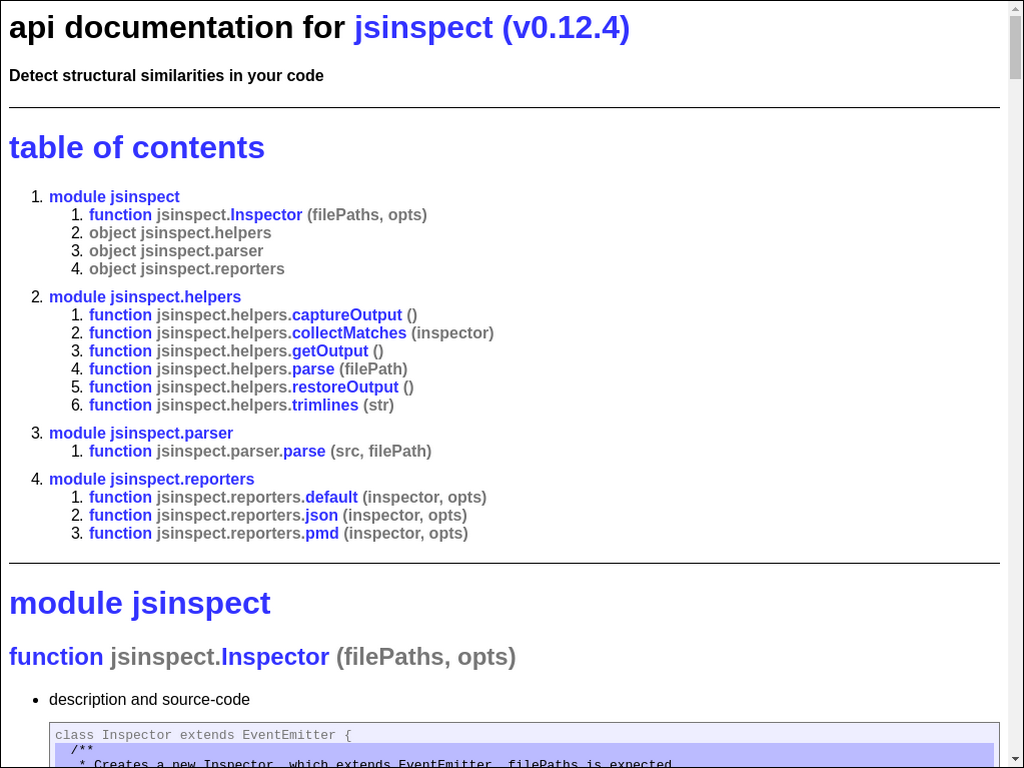 api documentation for jsinspect (v0.12.4)
Detect structural similarities in your code
table of contents
1. module jsinspect
1. function jsinspect.Inspector (filePaths, opts)
2. object jsinspect.helpers
3. object jsinspect.parser
4. object jsinspect.reporters
2. module jsinspect.helpers
1. function jsinspect.helpers.captureOutput ()
2. function jsinspect.helpers.collectMatches (inspector)
3. function jsinspect.helpers.getOutput ()
4. function jsinspect.helpers.parse (filePath)
5. function jsinspect.helpers.restoreOutput ()
6. function jsinspect.helpers.trimlines (str)
3. module jsinspect.parser
1. function jsinspect.parser.parse (src, filePath)
4. module jsinspect.reporters
1. function jsinspect.reporters.default (inspector, opts)
2. function jsinspect.reporters.json (inspector, opts)
3. function jsinspect.reporters.pmd (inspector, opts)
module jsinspect
function jsinspect.Inspector (filePaths, opts)
• description and source-code
class Inspector extends EventEmitter {
/**
* Creates a new Inspector, which extends EventEmitter. filePaths is expected